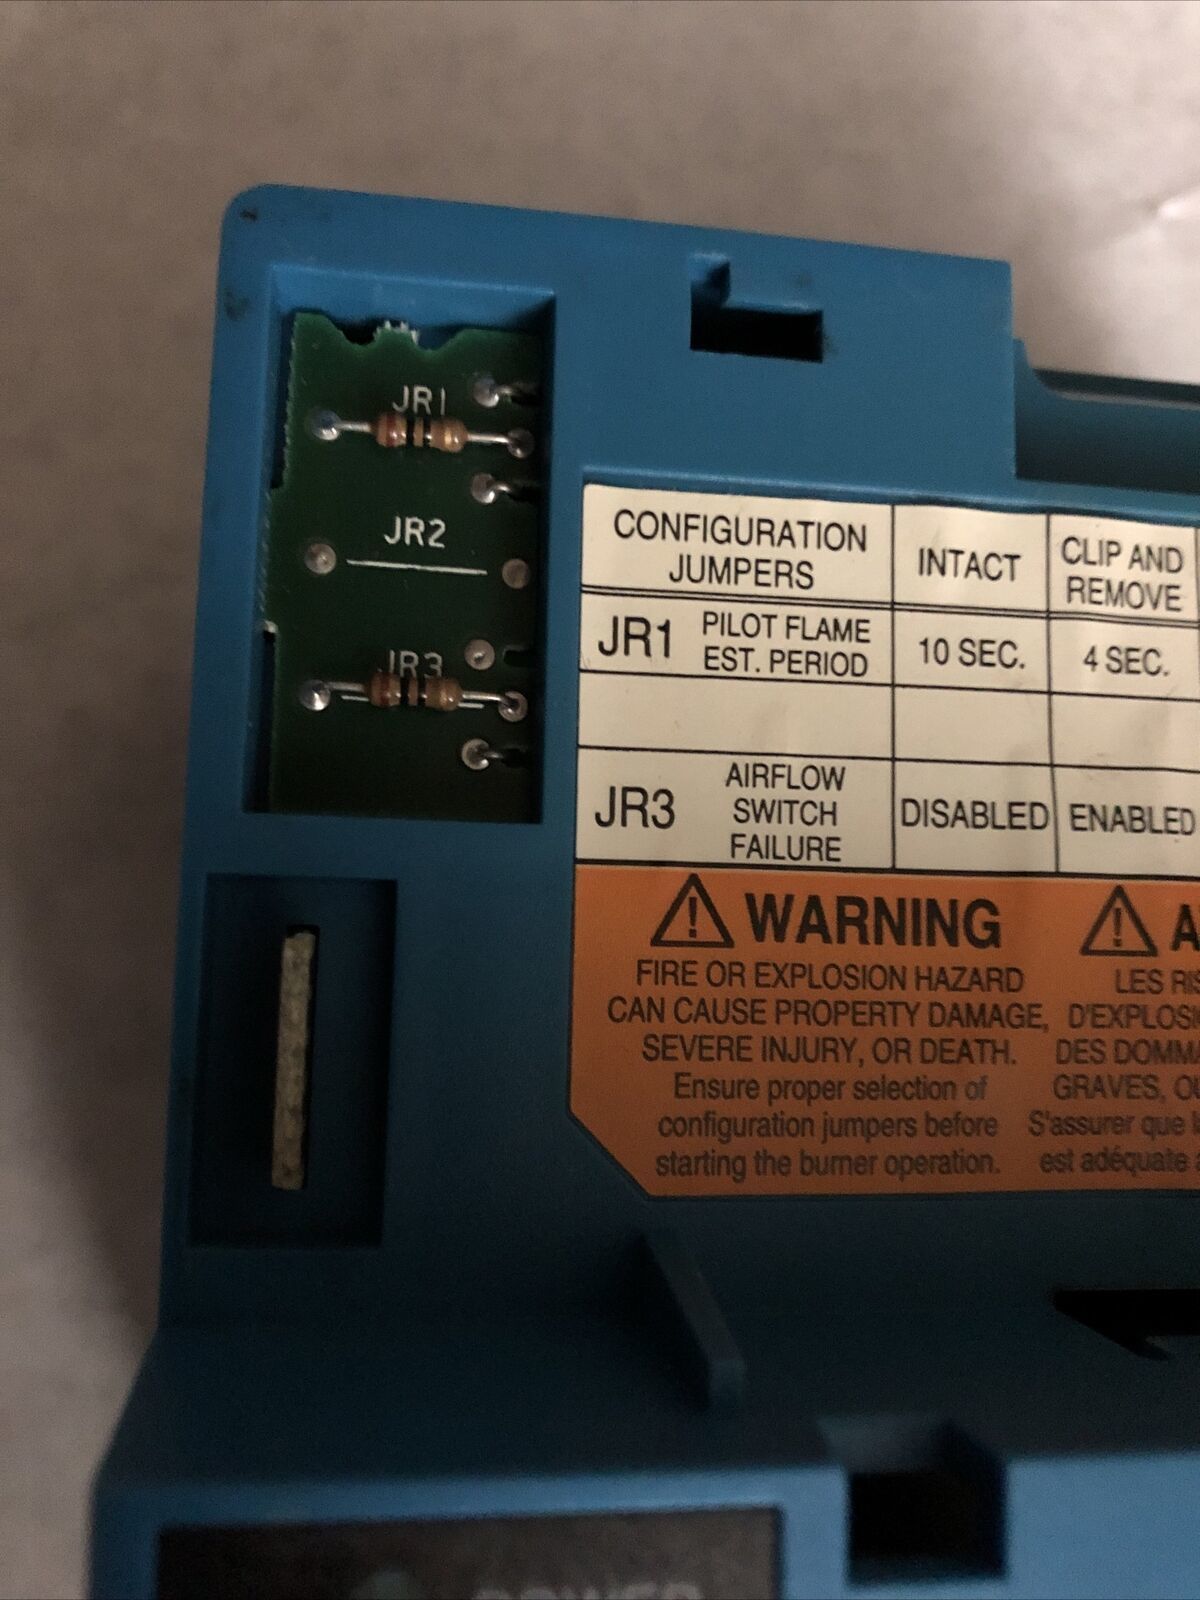 JR1
JR2
JR3
CONFIGURATION JUMPERS
INTACT
CLIP AND REMOVE
JR1 PILOT FLAME EST. PERIOD
10 SEC.
4 SEC.
JR3 AIRFLOW SWITCH FAILURE
DISABLED
ENABLED
WARNING
FIRE OR EXPLOSION HAZARD
CAN CAUSE PROPERTY DAMAGE,
SEVERE INJURY, OR DEATH.
Ensure proper selection of
configuration jumpers before
starting the burner operation.
A
LES RIS
D'EXPLOSI
DES DOMMA
GRAVES, OU
S'assurer que l
est adéquate
POWER